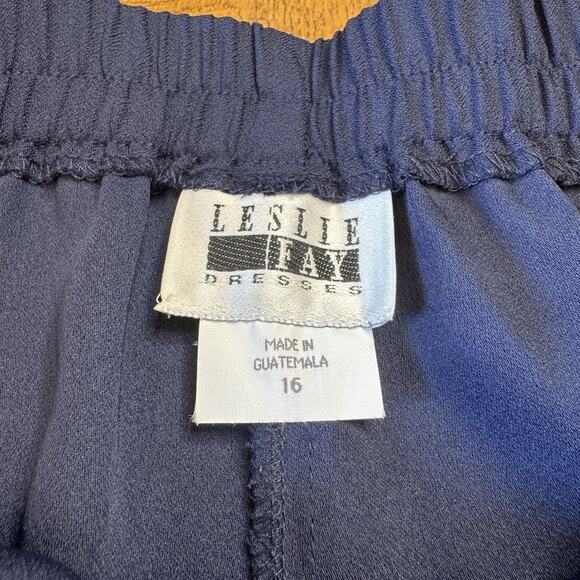 LESLIE
FAY
DRESSES
MADE IN
GUATEMALA
16